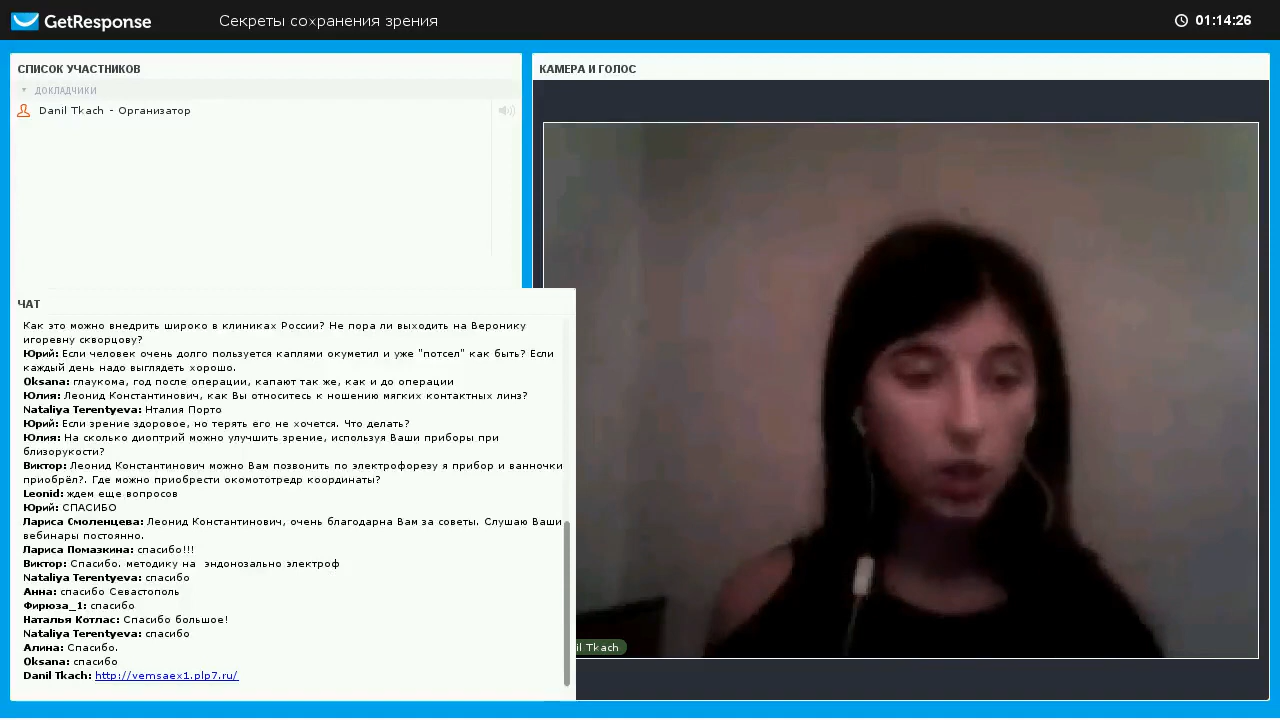 GetResponse
Секреты сохранения зрения
01:14:26
СПИСОК УЧАСТНИКОВ
ДОКЛАДЧИКИ
Danil Tkach - Организатор
КАМЕРА И ГОЛОС
ЧАТ
Как это можно внедрить широко в клиниках России? Не пора ли выходить на Веронику
игоревну скворцову?
Юрий: Если человек очень долго пользуется каплями окуметил и уже "потсел" как быть? Если
каждый день надо выглядеть хорошо.
Oksana: глаукома, год после операции, капают так же, как и до операции
Юлия: Леонид Константинович, как Вы относитесь к ношению мягких контактных линз?
Nataliya Terentyeva: Нталия Порто
Юрий: Если зрение здоровое, но терять его не хочется. Что делать?
Юлия: На сколько диоптрий можно улучшить зрение, используя Ваши приборы при
близорукости?
Виктор: Леонид Константинович можно Вам позвонить по электрофорезу я прибор и ванночки
приобрёл?. Где можно приобрести окомототредр координаты?
Leonid: ждем еще вопросов
Юрий: СПАСИБО
Лариса Смоленцева: Леонид Константинович, очень благодарна Вам за советы. Слушаю Ваши
вебинары постоянно.
Лариса Помазкина: спасибо!!!
Виктор: Спасибо. методику на эндонозально электроф
Nataliya Terentyeva: спасибо
Анна: спасибо Севастополь
Фирюза_1: спасибо
Наталья Котлас: Спасибо большое!
Nataliya Terentyeva: спасибо
Алина: Спасибо.
Oksana: спасибо
Danil Tkach: http://vemsaex1.plp7.ru/
il Tkach